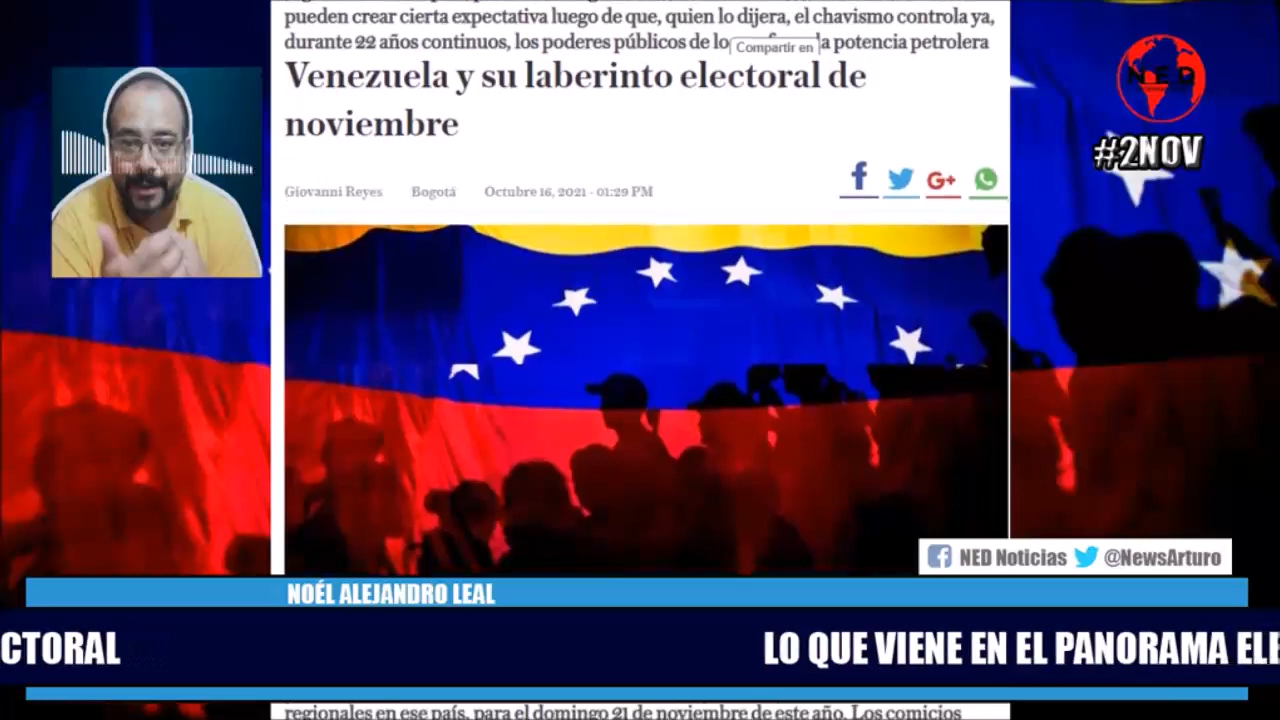 pueden crear cierta expectativa luego de que, quien lo dijera, el chavismo controla ya,
durante 22 años continuos, los poderes públicos de lo
la potencia petrolera
Compartir en
Venezuela y su laberinto electoral de
noviembre
Giovanni Reyes Bogotá Octubre 16, 2021 - 01:29 PM
G+
NED
#2NOV
NED Noticias @NewsArturo
NOÉL ALEJANDRO LEAL
CTORAL LO QUE VIENE EN EL PANORAMA ELE
regionales en ese país, para el domingo 21 de noviembre de este año. Los comicios